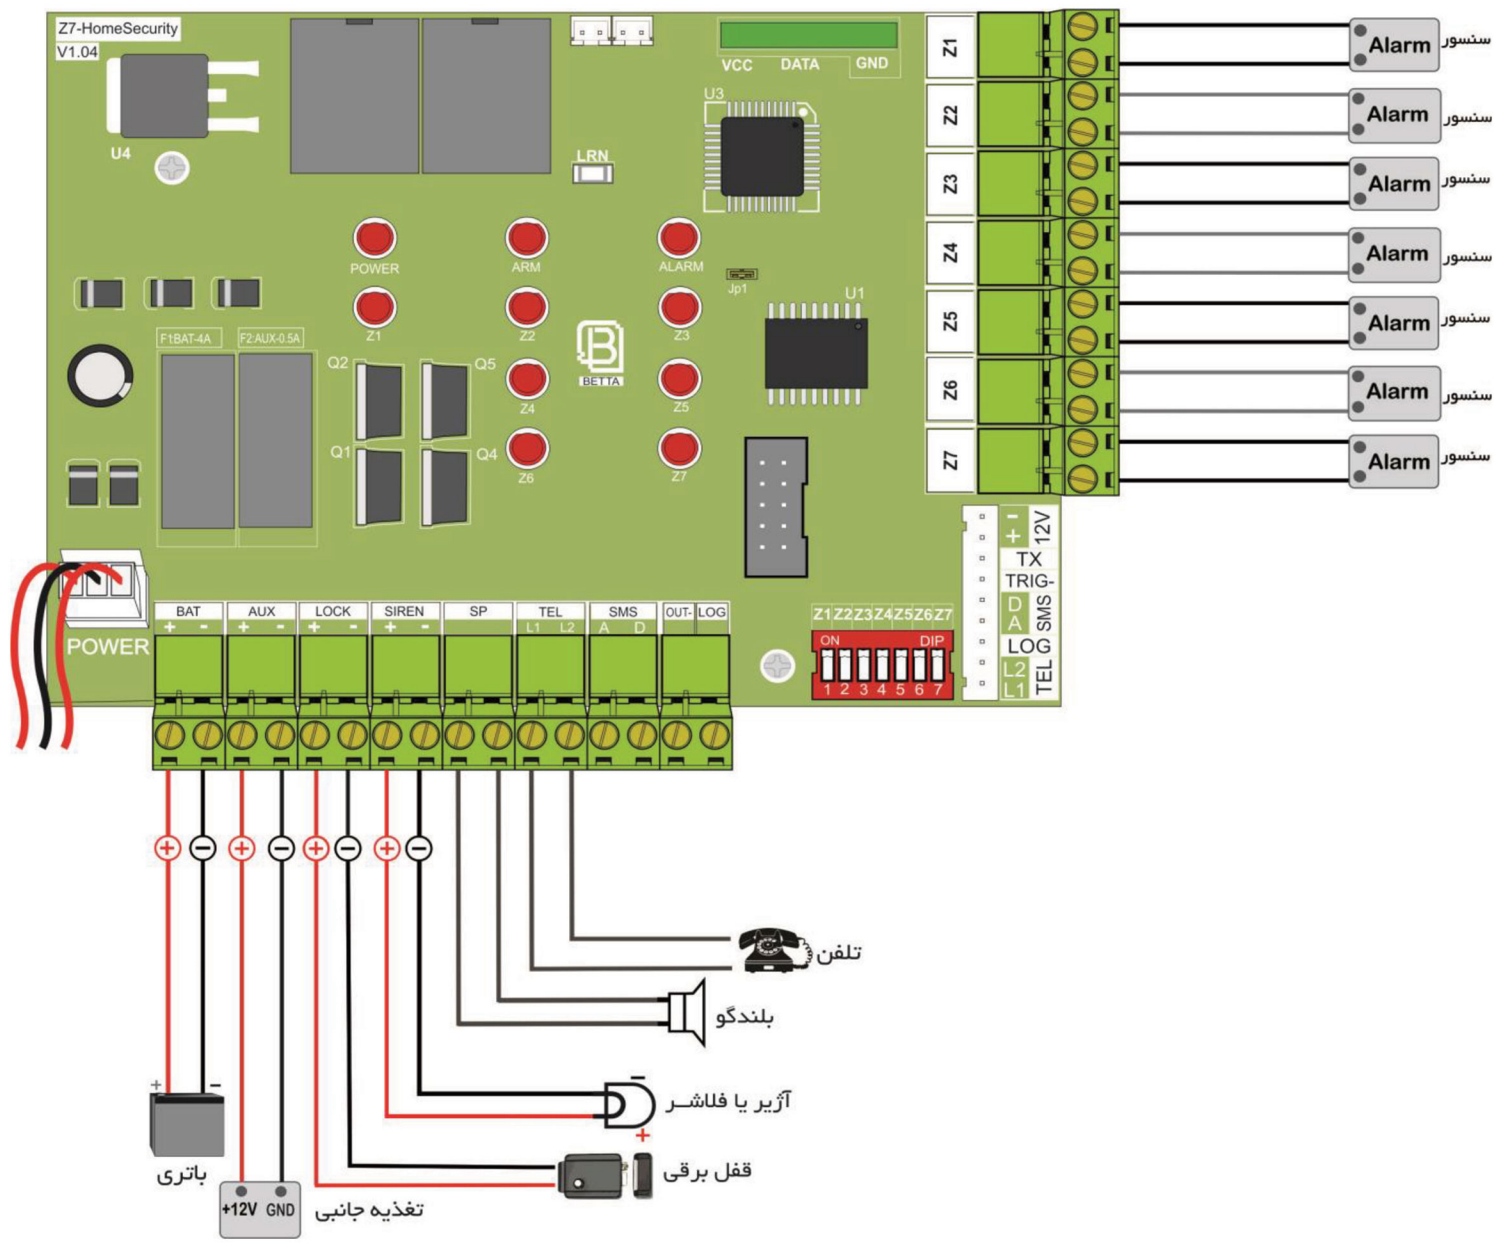 Z7-HomeSecurity
V1.04
U4
LRN
VCC DATA GND
U3
POWER ARM ALARM
Jp1
U1
Z1 Z2 Z3
F1:BAT-4A F2:AUX-0.5A
Q2 Q5
BETTA
Z4 Z5
Q1 Q4
Z6 Z7
Z1 Alarm سنسور
Z2 Alarm سنسور
Z3 Alarm سنسور
Z4 Alarm سنسور
Z5 Alarm سنسور
Z6 Alarm سنسور
Z7 Alarm سنسور
- + 12V
TX
TRIG-
D A SMS
LOG
L2 L1 TEL
POWER
BAT AUX LOCK SIREN SP TEL SMS OUT- LOG
+ - + - + - + - L1 L2 A D
Z1 Z2 Z3 Z4 Z5 Z6 Z7
ON DIP
1 2 3 4 5 6 7
+ - + - + - + -
تلفن
بلندگو
آژیر یا فلاشــر
- +
قفل برقی
+ -
باتری
+12V GND
تغذیه جانبی